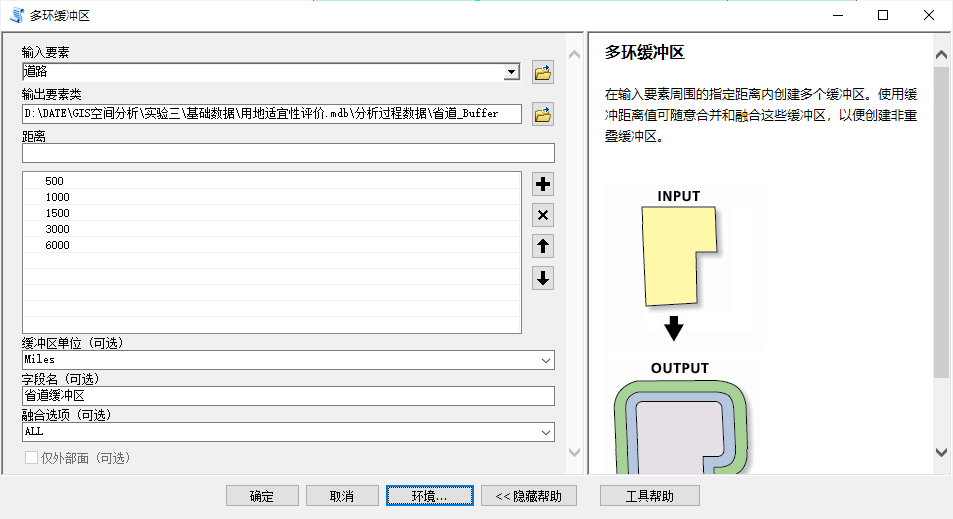 多环缓冲区
输入要素
道路
输出要素类
D:\DATE\GIS空间分析\实验三\基础数据\用地适宜性评价.mdb\分析过程数据\省道_Buffer
距离
500
1000
1500
3000
6000
缓冲区单位（可选）
Miles
字段名（可选）
省道缓冲区
融合选项（可选）
ALL
仅外部面（可选）
多环缓冲区
在输入要素周围的指定距离内创建多个缓冲区。使用缓
冲距离值可随意合并和融合这些缓冲区，以便创建非重
叠缓冲区。
INPUT
OUTPUT
确定
取消
环境...
<< 隐藏帮助
工具帮助